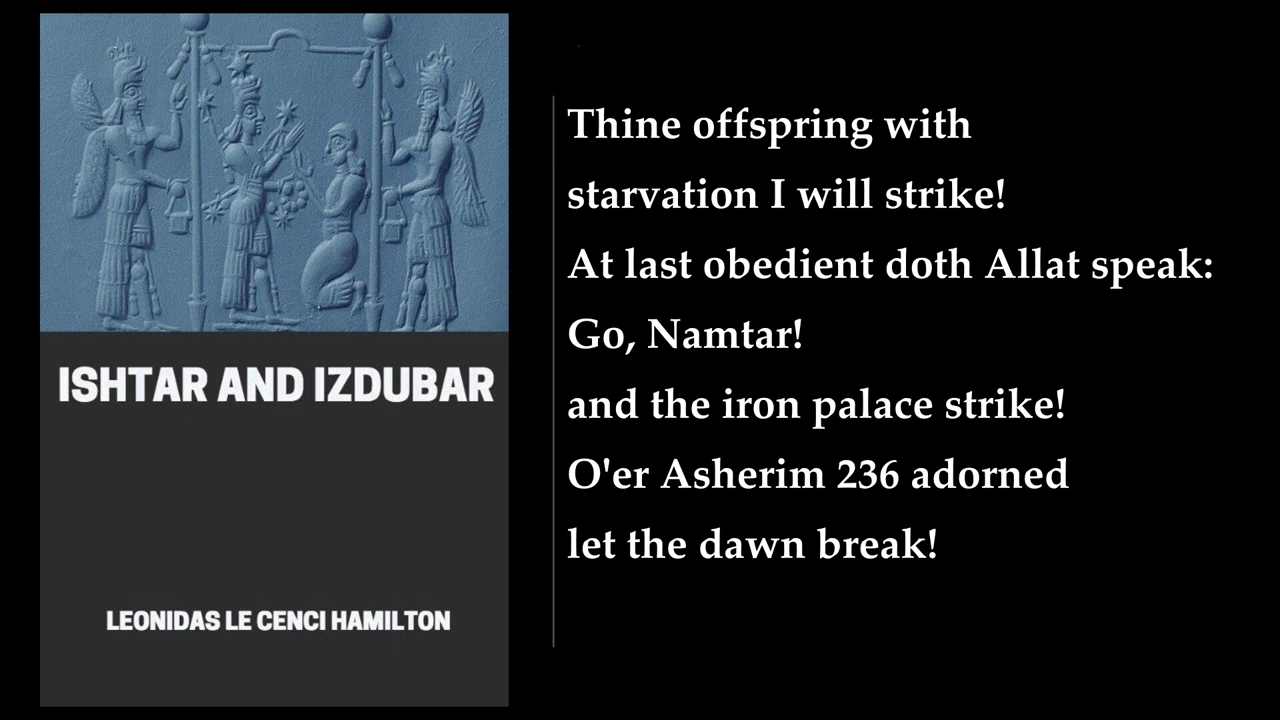 ISHTAR AND IZDUBAR
LEONIDAS LE CENCI HAMILTON
Thine offspring with
starvation I will strike!
At last obedient doth Allat speak:
Go, Namtar!
and the iron palace strike!
O'er Asherim 236 adorned
let the dawn break!